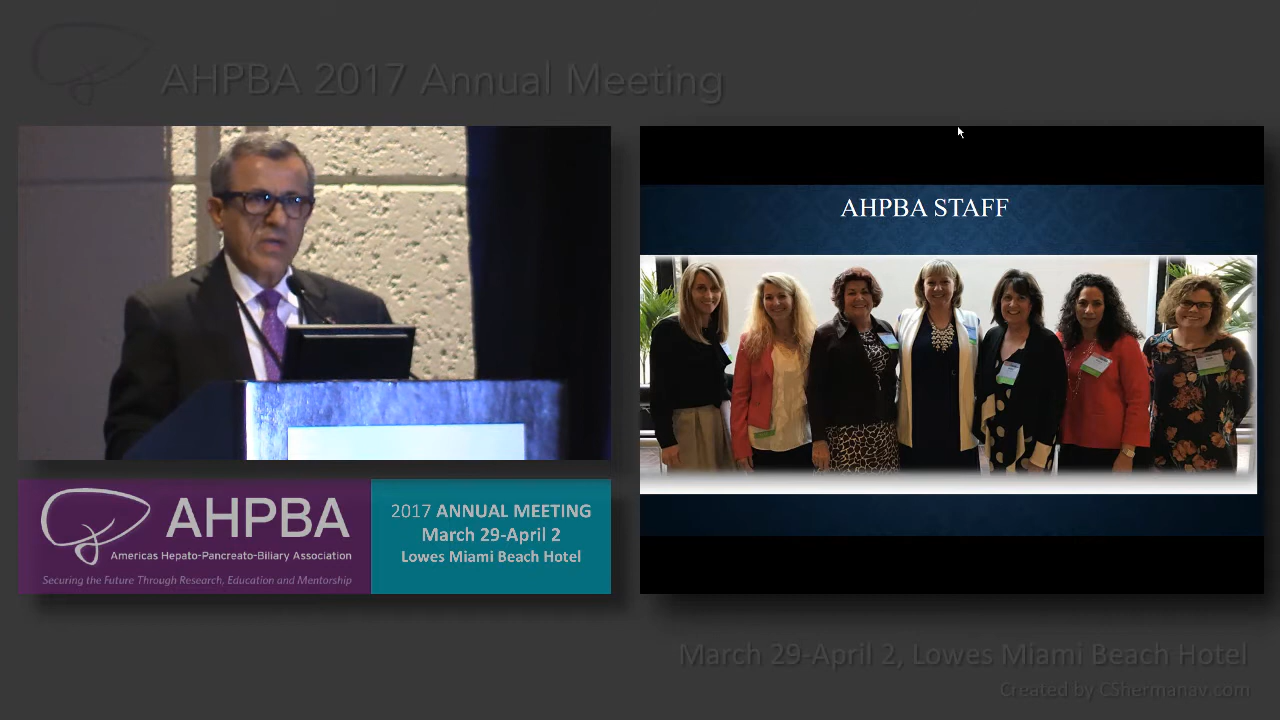 AHPBA 2017 Annual Meeting
AHPBA STAFF
AHPBA
Americas Hepato-Pancreato-Biliary Association
Securing the Future Through Research, Education and Mentorship
2017 ANNUAL MEETING
March 29-April 2
Lowes Miami Beach Hotel
March 29-April 2, Lowes Miami Beach Hotel
Created by CShermanav.com